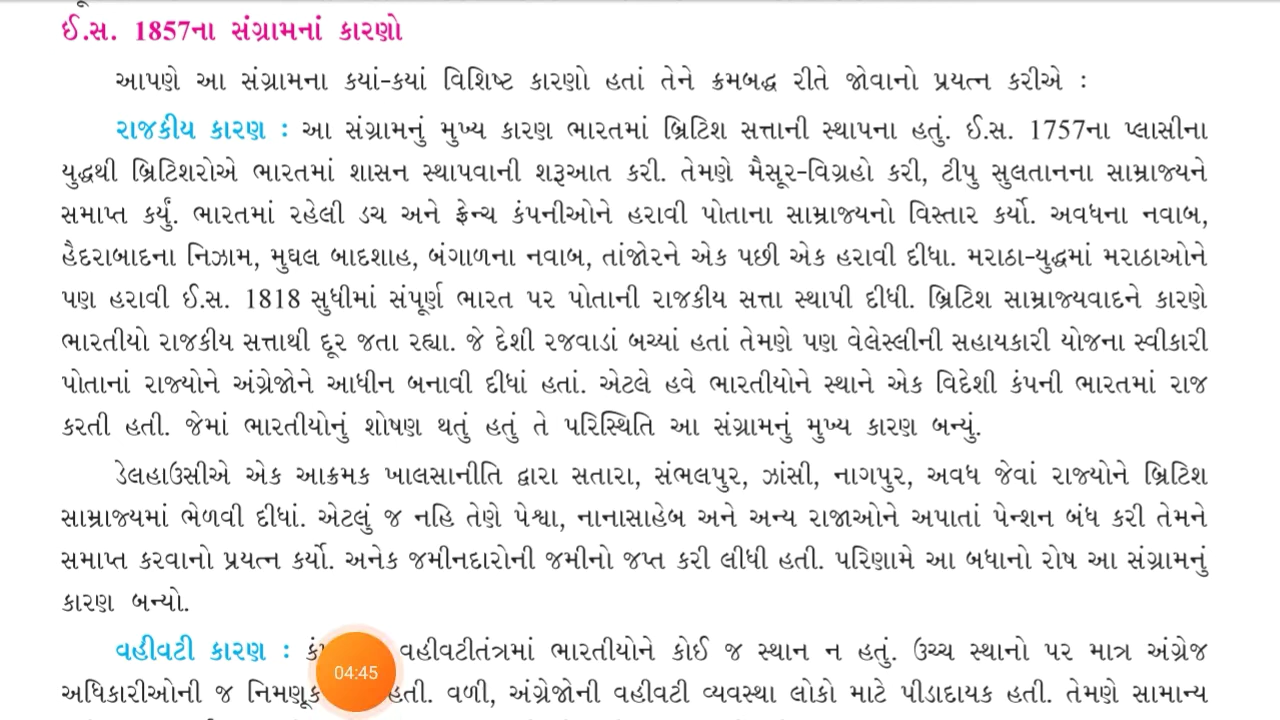 ઈ.સ. 1857ના સંગ્રામનાં કારણો
આપણે આ સંગ્રામના કયાં-કયાં વિશિષ્ટ કારણો હતાં તેને ક્રમબદ્ધ રીતે જોવાનો પ્રયત્ન કરીએ :
રાજકીય કારણ : આ સંગ્રામનું મુખ્ય કારણ ભારતમાં બ્રિટિશ સત્તાની સ્થાપના હતું. ઈ.સ. 1757ના પ્લાસીના
યુદ્ધથી બ્રિટિશરોએ ભારતમાં શાસન સ્થાપવાની શરૂઆત કરી. તેમણે મૈસૂર-વિગ્રહો કરી, ટીપુ સુલતાનના સામ્રાજ્યને
સમાપ્ત કર્યું. ભારતમાં રહેલી ડચ અને ફ્રેન્ચ કંપનીઓને હરાવી પોતાના સામ્રાજ્યનો વિસ્તાર કર્યો. અવધના નવાબ,
હૈદરાબાદના નિઝામ, મુઘલ બાદશાહ, બંગાળના નવાબ, તાંજોરને એક પછી એક હરાવી દીધા. મરાઠા-યુદ્ધમાં મરાઠાઓને
પણ હરાવી ઈ.સ. 1818 સુધીમાં સંપૂર્ણ ભારત પર પોતાની રાજકીય સત્તા સ્થાપી દીધી. બ્રિટિશ સામ્રાજ્યવાદને કારણે
ભારતીયો રાજકીય સત્તાથી દૂર જતા રહ્યા. જે દેશી રજવાડાં બચ્યાં હતાં તેમણે પણ વેલેસ્લીની સહાયકારી યોજના સ્વીકારી
પોતાનાં રાજ્યોને અંગ્રેજોને આધીન બનાવી દીધાં હતાં. એટલે હવે ભારતીયોને સ્થાને એક વિદેશી કંપની ભારતમાં રાજ
કરતી હતી. જેમાં ભારતીયોનું શોષણ થતું હતું તે પરિસ્થિતિ આ સંગ્રામનું મુખ્ય કારણ બન્યું.
ડેલહાઉસીએ એક આક્રમક ખાલસાનીતિ દ્વારા સતારા, સંભલપુર, ઝાંસી, નાગપુર, અવધ જેવાં રાજ્યોને બ્રિટિશ
સામ્રાજ્યમાં ભેળવી દીધાં. એટલું જ નહિ તેણે પેશ્વા, નાનાસાહેબ અને અન્ય રાજાઓને અપાતાં પેન્શન બંધ કરી તેમને
સમાપ્ત કરવાનો પ્રયત્ન કર્યો. અનેક જમીનદારોની જમીનો જપ્ત કરી લીધી હતી. પરિણામે આ બધાનો રોષ આ સંગ્રામનું
કારણ બન્યો.
વહીવટી કારણ : વહીવટીતંત્રમાં ભારતીયોને કોઈ જ સ્થાન ન હતું. ઉચ્ચ સ્થાનો પર માત્ર અંગ્રેજ
04:45
અધિકારીઓની જ નિમણૂક હતી. વળી, અંગ્રેજોની વહીવટી વ્યવસ્થા લોકો માટે પીડાદાયક હતી. તેમણે સામાન્ય